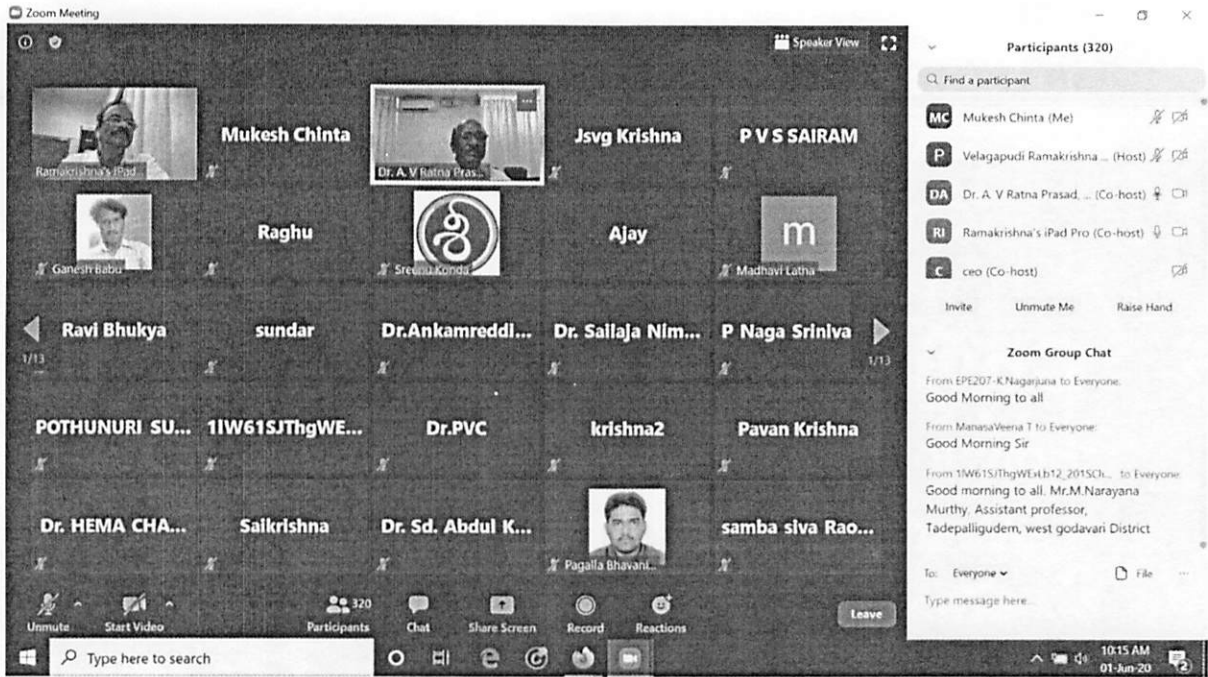 Zoom Meeting
Speaker View
Ramakrishna's iPad
Mukesh Chinta
Dr. A. V Ratna Pras...
Jsvg Krishna
P V S SAIRAM
Ganesh Babu
Raghu
శ్రీ
Sreenu Konda
Ajay
m
Madhavi Latha
Ravi Bhukya
sundar
Dr.Ankamreddi...
Dr. Sailaja Nim...
P Naga Sriniva
1/13
1/13
POTHUNURI SU...
1IW61SJThgWE...
Dr.PVC
krishna2
Pavan Krishna
Dr. HEMA CHA...
Saikrishna
Dr. Sd. Abdul K...
Pagalla Bhavani...
samba siva Rao...
Unmute
Start Video
320
Participants
Chat
Share Screen
Record
Reactions
Leave
Participants (320)
Find a participant
MC Mukesh Chinta (Me)
P Velagapudi Ramakrishna ... (Host)
DA Dr. A. V Ratna Prasad, ... (Co-host)
RI Ramakrishna's iPad Pro (Co-host)
C ceo (Co-host)
Invite Unmute Me Raise Hand
Zoom Group Chat
From EPE207-K.Nagarjuna to Everyone:
Good Morning to all
From ManasaVeena T to Everyone:
Good Morning Sir
to Everyone:
Good morning to all. Mr.M.Narayana
Murthy, Assistant professor,
Tadepalligudem, west godavari District
To: Everyone File ...
Type message here...
Type here to search
10:15 AM
01-Jun-20
2